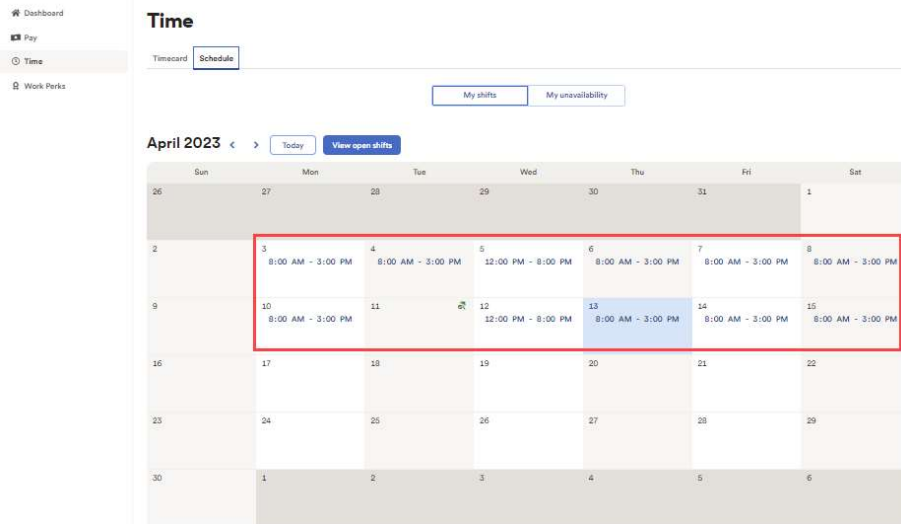 Dashboard
Pay
Time
Work Perks
Time
Timecard Schedule
My shifts My unavailability
April 2023 < > Today View open shifts
Sun Mon Tue Wed Thu Fri Sat
26 27 28 29 30 31 1
2 3 4 5 6 7 8
8:00 AM - 3:00 PM 8:00 AM - 3:00 PM 12:00 PM - 8:00 PM 8:00 AM - 3:00 PM 8:00 AM - 3:00 PM 8:00 AM - 3:00 PM
9 10 11 12 13 14 15
8:00 AM - 3:00 PM 12:00 PM - 8:00 PM 8:00 AM - 3:00 PM 8:00 AM - 3:00 PM 8:00 AM - 3:00 PM
16 17 18 19 20 21 22
23 24 25 26 27 28 29
30 1 2 3 4 5 6